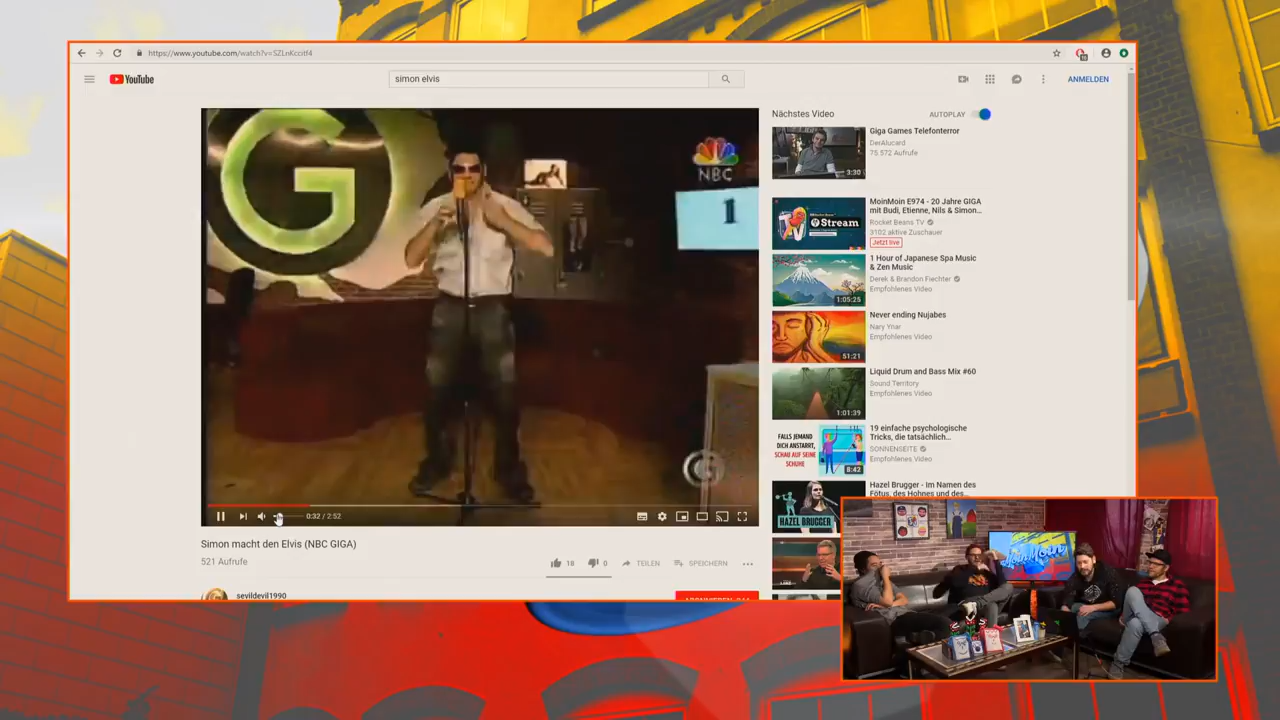 https://www.youtube.com/watch?v=SZLnKccitf4
YouTube
simon elvis
ANMELDEN
G
NBC
1
G
0:32 / 2:52
Simon macht den Elvis (NBC GIGA)
521 Aufrufe
18
0
TEILEN
SPEICHERN
sevildevil1990
Nächstes Video
AUTOPLAY
Giga Games Telefonterror
DerAlucard
75 572 Aufrufe
3:30
MoinMoin E974 - 20 Jahre GIGA
mit Budi, Etienne, Nils & Simon...
Rocket Beans TV
3102 aktive Zuschauer
Jetzt live
Stream
1 Hour of Japanese Spa Music
& Zen Music
Derek & Brandon Fiechter
Empfohlenes Video
1:05:25
Never ending Nujabes
Nary Ynar
Empfohlenes Video
51:21
Liquid Drum and Bass Mix #60
Sound Territory
Empfohlenes Video
1:01:39
19 einfache psychologische
Tricks, die tatsächlich...
SONNENSEITE
Empfohlenes Video
FALLS JEMAND
DICH ANSTARRT,
SCHAU AUF SEINE
SCHUHE
8:42
Hazel Brugger - Im Namen des
Fötus, des Hohnes und des...
HAZEL BRUGGER
MoinMoin